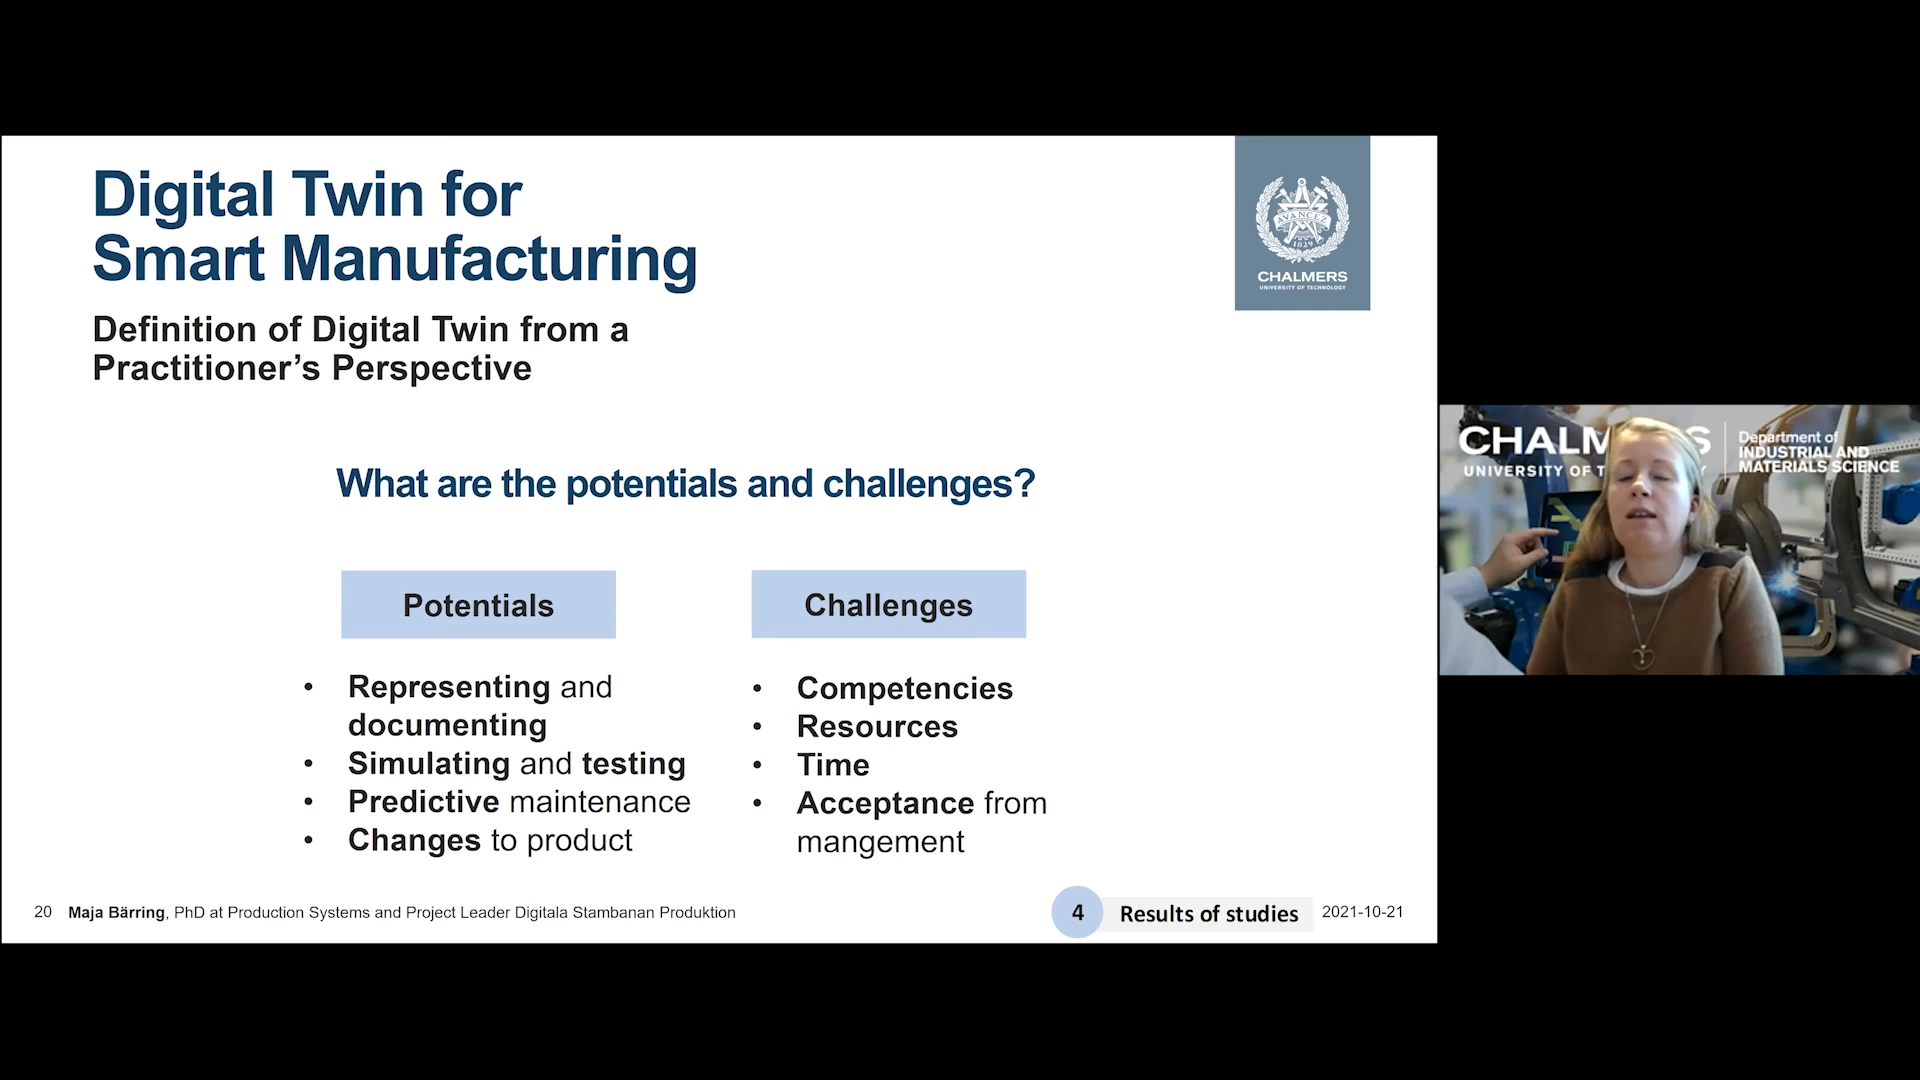 Digital Twin for
Smart Manufacturing
Definition of Digital Twin from a
Practitioner’s Perspective
AVANCEZ
1829
CHALMERS
UNIVERSITY OF TECHNOLOGY
What are the potentials and challenges?
Potentials
• Representing and
documenting
• Simulating and testing
• Predictive maintenance
• Changes to product
Challenges
• Competencies
• Resources
• Time
• Acceptance from
mangement
20 Maja Bärring, PhD at Production Systems and Project Leader Digitala Stambanan Produktion
4 Results of studies 2021-10-21
CHALM S
UNIVERSITY OF T Y
Department of
INDUSTRIAL AND
MATERIALS SCIENCE